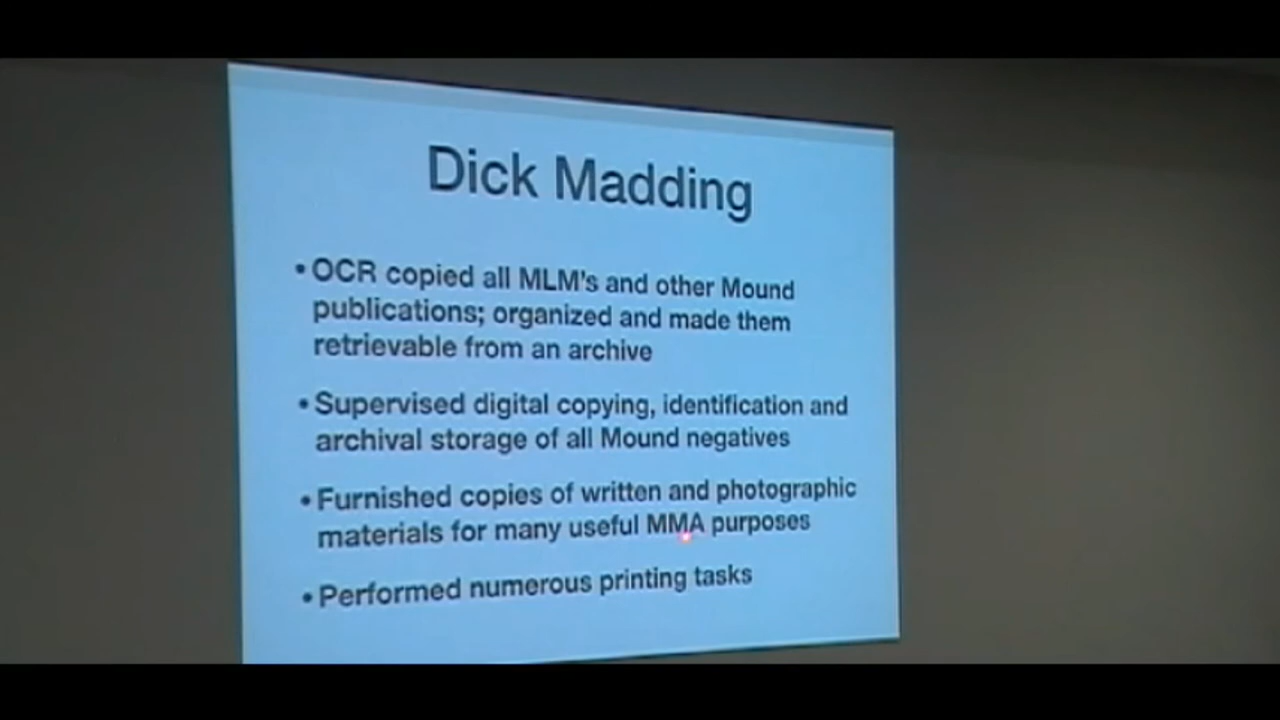 Dick Madding
• OCR copied all MLM's and other Mound
publications; organized and made them
retrievable from an archive
• Supervised digital copying, identification and
archival storage of all Mound negatives
• Furnished copies of written and photographic
materials for many useful MMA purposes
• Performed numerous printing tasks